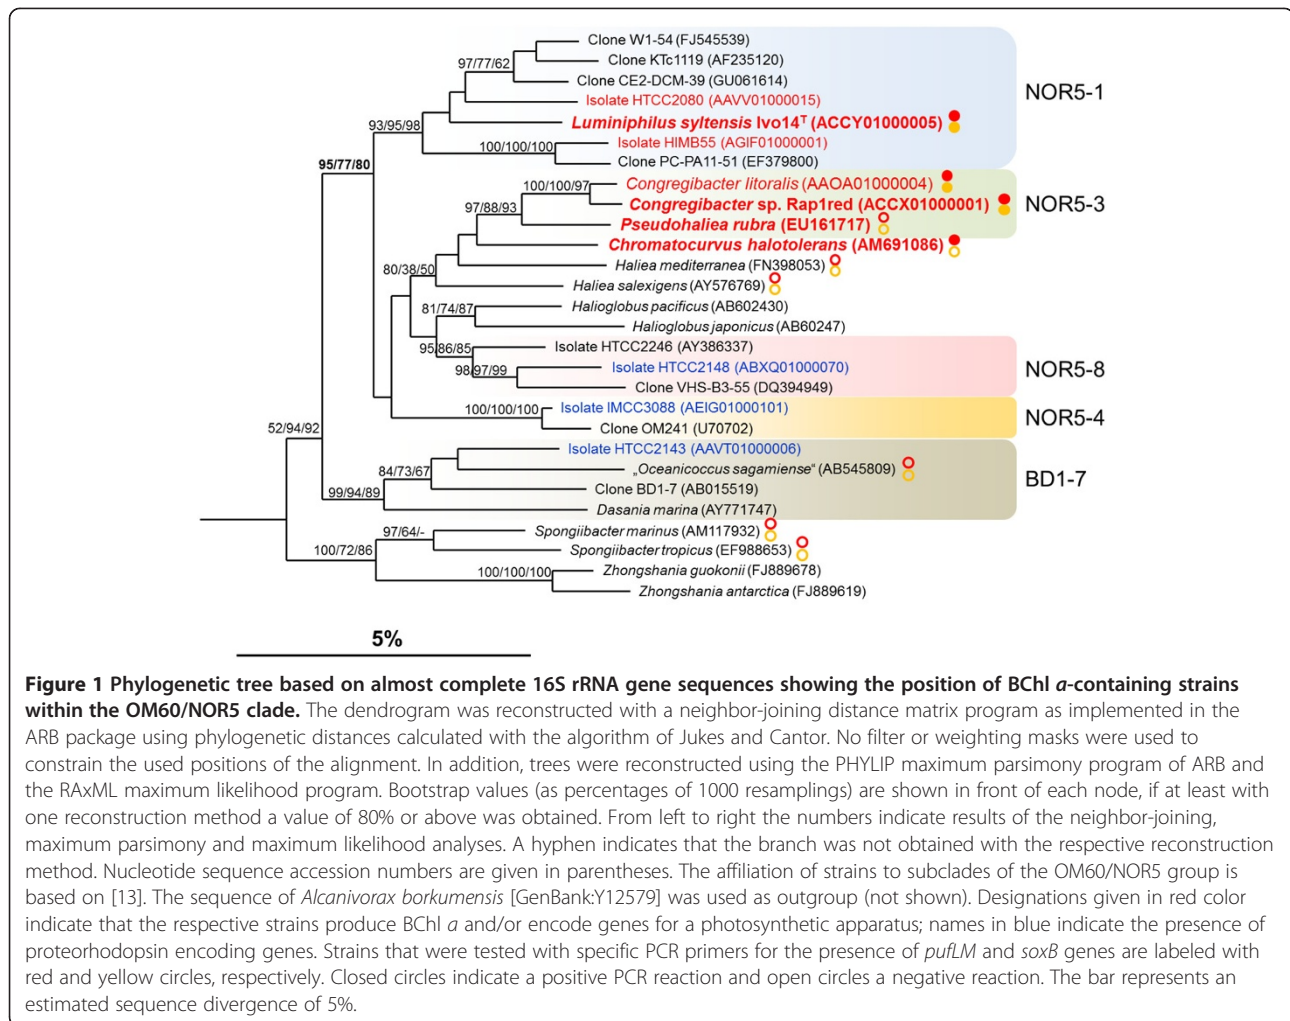 Clone W1-54 (FJ545539)
Clone KTc1119 (AF235120)
97/77/62
Clone CE2-DCM-39 (GU061614)
NOR5-1
Isolate HTCC2080 (AAVV01000015)
93/95/98
Luminiphilus syltensis Ivo14ᵀ (ACCY01000005)
Isolate HIMB55 (AGIF01000001)
100/100/100
Clone PC-PA11-51 (EF379800)
95/77/80
100/100/97
Congregibacter litoralis (AAOA01000004)
Congregibacter sp. Rap1red (ACCX01000001)
NOR5-3
97/88/93
Pseudohaliea rubra (EU161717)
Chromatocurvus halotolerans (AM691086)
80/38/50
Haliea mediterranea (FN398053)
Haliea salexigens (AY576769)
81/74/87
Halioglobus pacificus (AB602430)
Halioglobus japonicus (AB60247)
95/86/85
Isolate HTCC2246 (AY386337)
98/97/99
Isolate HTCC2148 (ABXQ01000070)
NOR5-8
Clone VHS-B3-55 (DQ394949)
100/100/100
Isolate IMCC3088 (AEIG01000101)
NOR5-4
Clone OM241 (U70702)
52/94/92
Isolate HTCC2143 (AAVT01000006)
84/73/67
„Oceanicoccus sagamiense“ (AB545809)
BD1-7
99/94/89
Clone BD1-7 (AB015519)
Dasania marina (AY771747)
97/64/-
Spongiibacter marinus (AM117932)
100/72/86
Spongiibacter tropicus (EF988653)
100/100/100
Zhongshania guokonii (FJ889678)
Zhongshania antarctica (FJ889619)
5%
Figure 1 Phylogenetic tree based on almost complete 16S rRNA gene sequences showing the position of BChl a-containing strains
within the OM60/NOR5 clade. The dendrogram was reconstructed with a neighbor-joining distance matrix program as implemented in the
ARB package using phylogenetic distances calculated with the algorithm of Jukes and Cantor. No filter or weighting masks were used to
constrain the used positions of the alignment. In addition, trees were reconstructed using the PHYLIP maximum parsimony program of ARB and
the RAxML maximum likelihood program. Bootstrap values (as percentages of 1000 resamplings) are shown in front of each node, if at least with
one reconstruction method a value of 80% or above was obtained. From left to right the numbers indicate results of the neighbor-joining,
maximum parsimony and maximum likelihood analyses. A hyphen indicates that the branch was not obtained with the respective reconstruction
method. Nucleotide sequence accession numbers are given in parentheses. The affiliation of strains to subclades of the OM60/NOR5 group is
based on [13]. The sequence of Alcanivorax borkumensis [GenBank:Y12579] was used as outgroup (not shown). Designations given in red color
indicate that the respective strains produce BChl a and/or encode genes for a photosynthetic apparatus; names in blue indicate the presence of
proteorhodopsin encoding genes. Strains that were tested with specific PCR primers for the presence of pufLM and soxB genes are labeled with
red and yellow circles, respectively. Closed circles indicate a positive PCR reaction and open circles a negative reaction. The bar represents an
estimated sequence divergence of 5%.